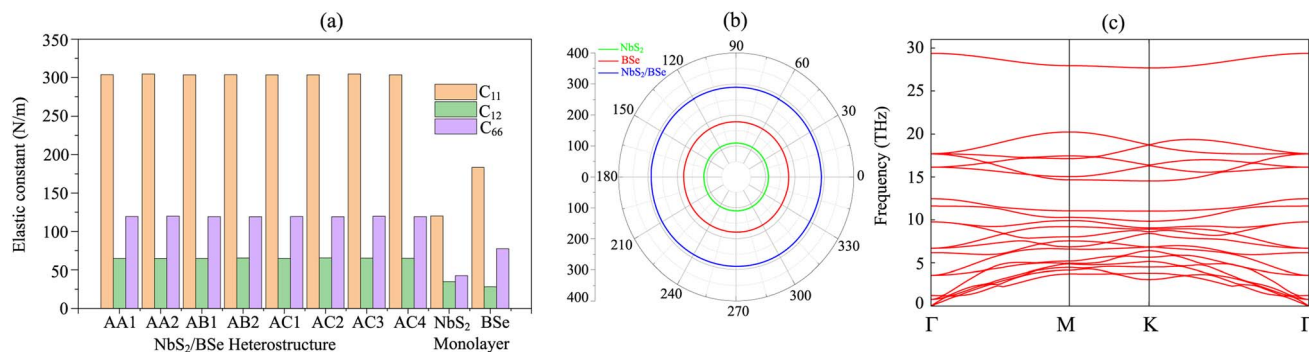 (a)
Elastic constant (N/m)
350
300
250
200
150
100
50
0
C₁₁
C₁₂
C₆₆
AA1 AA2 AB1 AB2 AC1 AC2 AC3 AC4 NbS₂ BSe
NbS₂/BSe Heterostructure Monolayer
(b)
NbS₂
BSe
NbS₂/BSe
400
300
200
100
0
100
200
300
400
90
120 60
150 30
180 0
210 330
240 300
270
(c)
Frequency (THz)
30
25
20
15
10
5
0
Γ M K Γ